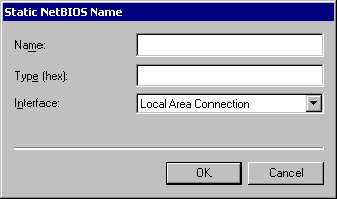 Static NetBIOS Name
Name:
Type (hex):
Interface: Local Area Connection
OK Cancel